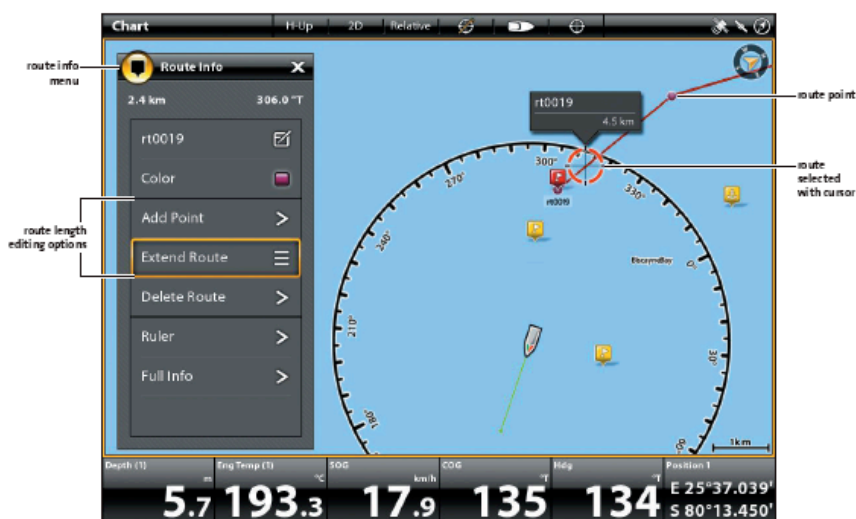 Chart
H-Up
2D
Relative
route info
menu
Route Info
X
2.4 km
306.0 °T
rt0019
Color
route length
editing options
Add Point
Extend Route
Delete Route
Ruler
Full Info
rt0019
4.5 km
route point
route
selected
with cursor
rt0019
300°
330°
270°
240°
210°
180°
0°
30°
1km
Depth (1)
m
5.7
Eng Temp (1)
°C
193.3
SOG
km/h
17.9
COG
°T
135
Hdg
°T
134
Position 1
E 25°37.039'
S 80°13.450'